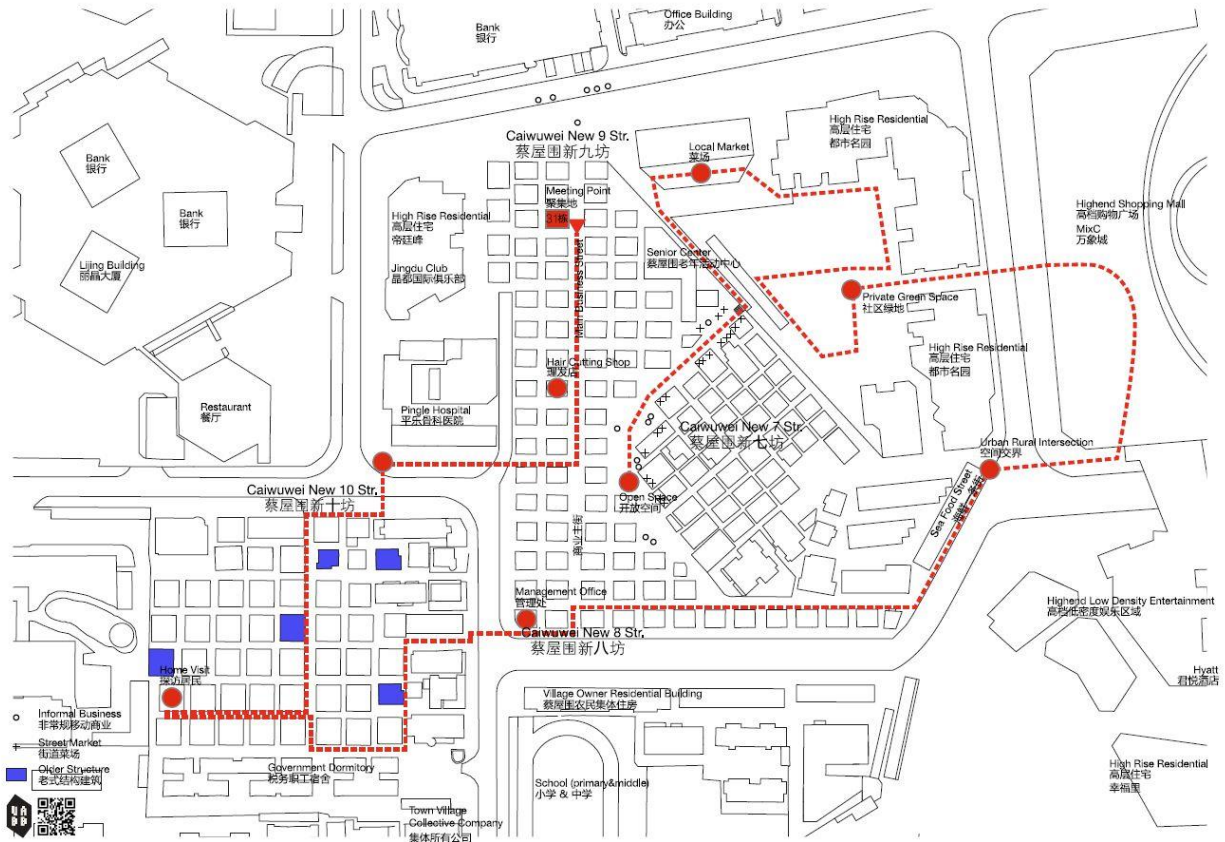 Office Building
办公
Bank
银行
High Rise Residential
高层住宅
都市名园
Caiwuwei New 9 Str.
蔡屋围新九坊
Local Market
菜场
Bank
银行
Meeting Point
聚集地
31栋
Bank
银行
High Rise Residential
高层住宅
帝廷峰
Highend Shopping Mall
高档购物广场
MixC
万象城
Main Business Street
Senior Center
蔡屋围老年活动中心
Lijing Building
丽晶大厦
Jingdu Club
晶都国际俱乐部
Private Green Space
社区绿地
High Rise Residential
高层住宅
都市名园
Hair Cutting Shop
理发店
Restaurant
餐厅
Pingle Hospital
平乐骨科医院
Caiwuwei New 7 Str.
蔡屋围新七坊
Urban Rural Intersection
空间交界
Caiwuwei New 10 Str.
蔡屋围新十坊
Open Space
开放空间
Sea Food Street
海鲜一条街
商业主街
Management Office
管理处
Highend Low Density Entertainment
高档低密度娱乐区域
Caiwuwei New 8 Str.
蔡屋围新八坊
Home Visit
探访居民
Hyatt
君悦酒店
Village Owner Residential Building
蔡屋围农民集体住房
Informal Business
非常规移动商业
Street Market
街道菜场
Older Structure
老式结构建筑
Government Dormitory
税务职工宿舍
High Rise Residential
高层住宅
幸福里
School (primary&middle)
小学 & 中学
Town Village
Collective Company
集体所有公司
UABB